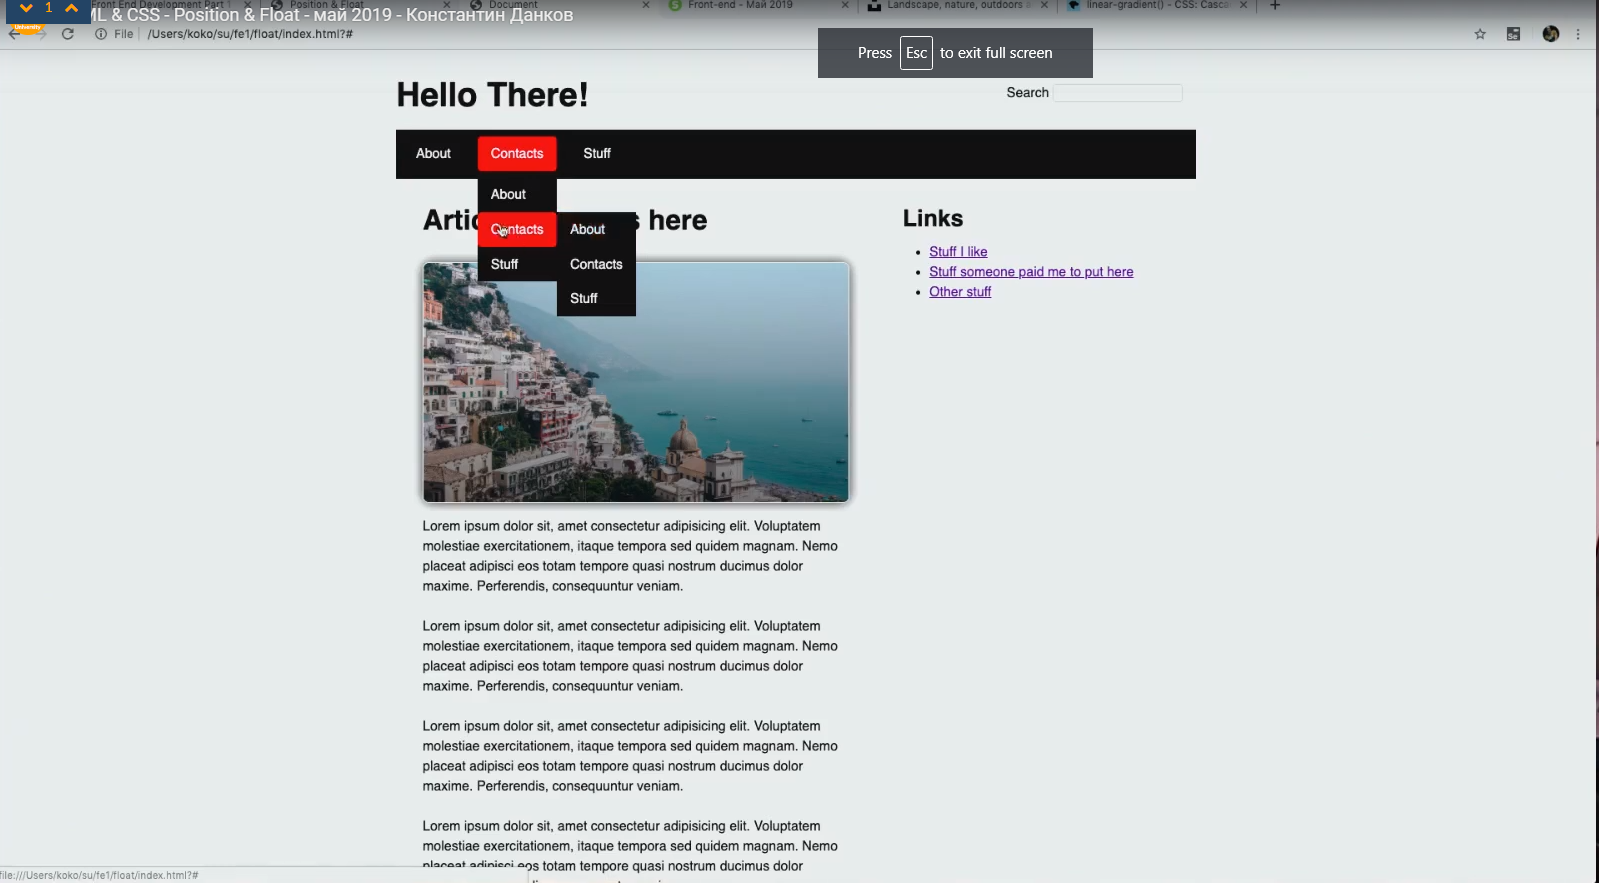 Front End Development Part 1
Position & Float
Document
Front-end - Май 2019
Landscape, nature, outdoors
linear-gradient() - CSS: Casca
1
ML & CSS - Position & Float - май 2019 - Константин Данков
University
File /Users/koko/su/fe1/float/index.html?#
Press Esc to exit full screen
Hello There!
Search
About Contacts Stuff
About
Contacts
Stuff
About
Contacts
Stuff
here
Links
Stuff I like
Stuff someone paid me to put here
Other stuff
Lorem ipsum dolor sit, amet consectetur adipisicing elit. Voluptatem
molestiae exercitationem, itaque tempora sed quidem magnam. Nemo
placeat adipisci eos totam tempore quasi nostrum ducimus dolor
maxime. Perferendis, consequuntur veniam.
Lorem ipsum dolor sit, amet consectetur adipisicing elit. Voluptatem
molestiae exercitationem, itaque tempora sed quidem magnam. Nemo
placeat adipisci eos totam tempore quasi nostrum ducimus dolor
maxime. Perferendis, consequuntur veniam.
Lorem ipsum dolor sit, amet consectetur adipisicing elit. Voluptatem
molestiae exercitationem, itaque tempora sed quidem magnam. Nemo
placeat adipisci eos totam tempore quasi nostrum ducimus dolor
maxime. Perferendis, consequuntur veniam.
Lorem ipsum dolor sit, amet consectetur adipisicing elit. Voluptatem
molestiae exercitationem, itaque tempora sed quidem magnam. Nemo
placeat adipisci eos totam tempore quasi nostrum ducimus dolor
file:///Users/koko/su/fe1/float/index.html?#